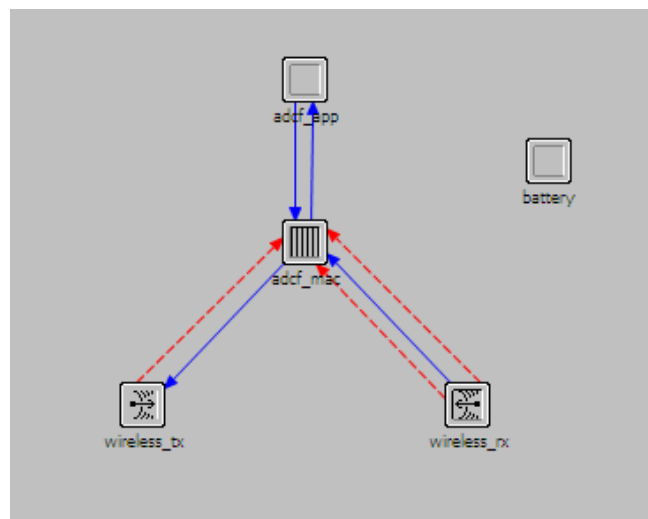 adcf_app
battery
adcf_mac
wireless_tx
wireless_rx